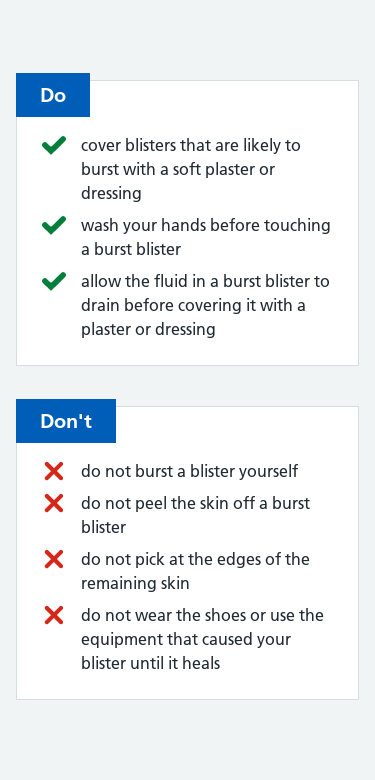 Do
cover blisters that are likely to
burst with a soft plaster or
dressing
wash your hands before touching
a burst blister
allow the fluid in a burst blister to
drain before covering it with a
plaster or dressing
Don't
do not burst a blister yourself
do not peel the skin off a burst
blister
do not pick at the edges of the
remaining skin
do not wear the shoes or use the
equipment that caused your
blister until it heals